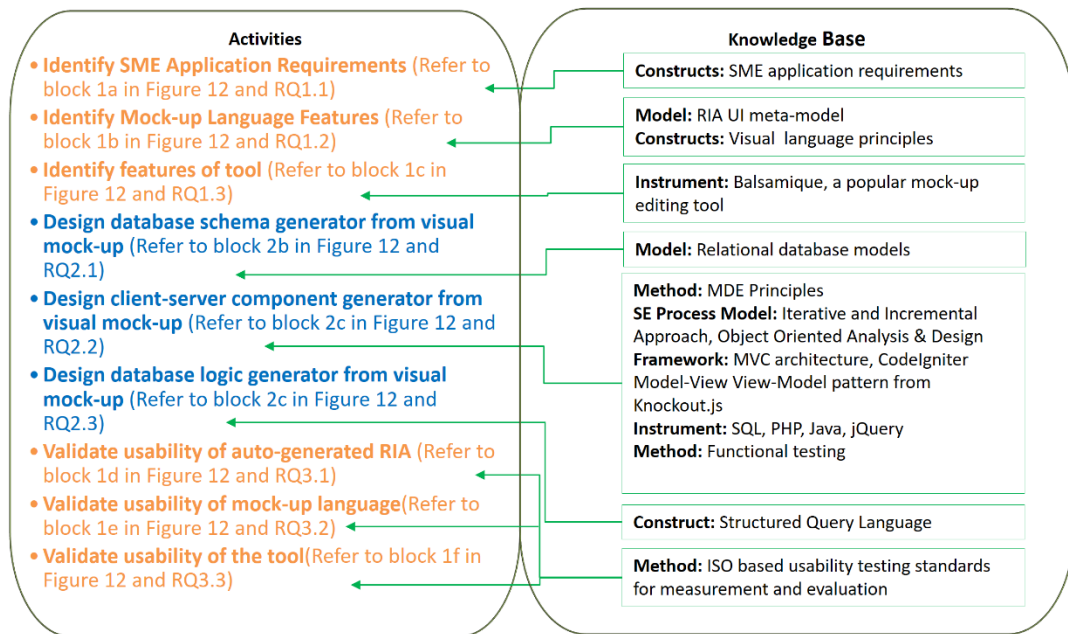 Activities
• Identify SME Application Requirements (Refer to
block 1a in Figure 12 and RQ1.1)
• Identify Mock-up Language Features (Refer to
block 1b in Figure 12 and RQ1.2)
• Identify features of tool (Refer to block 1c in
Figure 12 and RQ1.3)
• Design database schema generator from visual
mock-up (Refer to block 2b in Figure 12 and
RQ2.1)
• Design client-server component generator from
visual mock-up (Refer to block 2c in Figure 12 and
RQ2.2)
• Design database logic generator from visual
mock-up (Refer to block 2c in Figure 12 and
RQ2.3)
• Validate usability of auto-generated RIA (Refer to
block 1d in Figure 12 and RQ3.1)
• Validate usability of mock-up language(Refer to
block 1e in Figure 12 and RQ3.2)
• Validate usability of the tool(Refer to block 1f in
Figure 12 and RQ3.3)
Knowledge Base
Constructs: SME application requirements
Model: RIA UI meta-model
Constructs: Visual language principles
Instrument: Balsamique, a popular mock-up
editing tool
Model: Relational database models
Method: MDE Principles
SE Process Model: Iterative and Incremental
Approach, Object Oriented Analysis & Design
Framework: MVC architecture, CodeIgniter
Model-View View-Model pattern from
Knockout.js
Instrument: SQL, PHP, Java, jQuery
Method: Functional testing
Construct: Structured Query Language
Method: ISO based usability testing standards
for measurement and evaluation